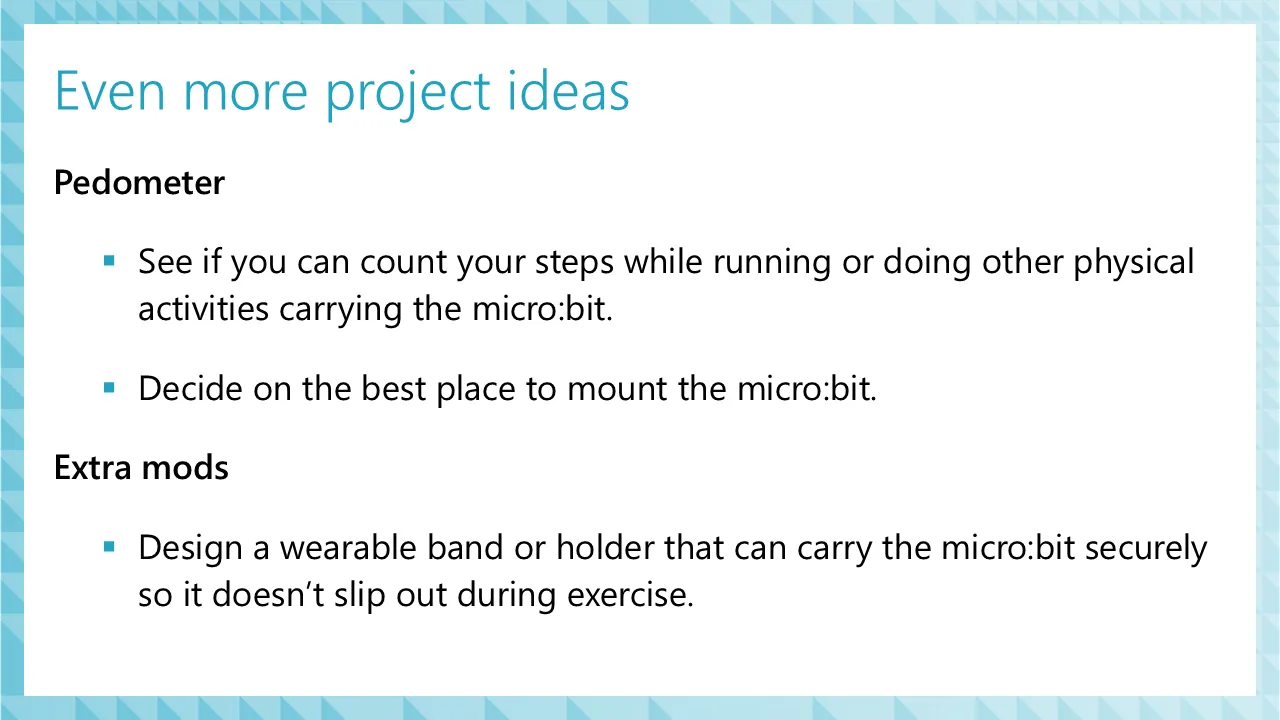 Even more project ideas
Pedometer
▪ See if you can count your steps while running or doing other physical
activities carrying the micro:bit.
▪ Decide on the best place to mount the micro:bit.
Extra mods
▪ Design a wearable band or holder that can carry the micro:bit securely
so it doesn’t slip out during exercise.